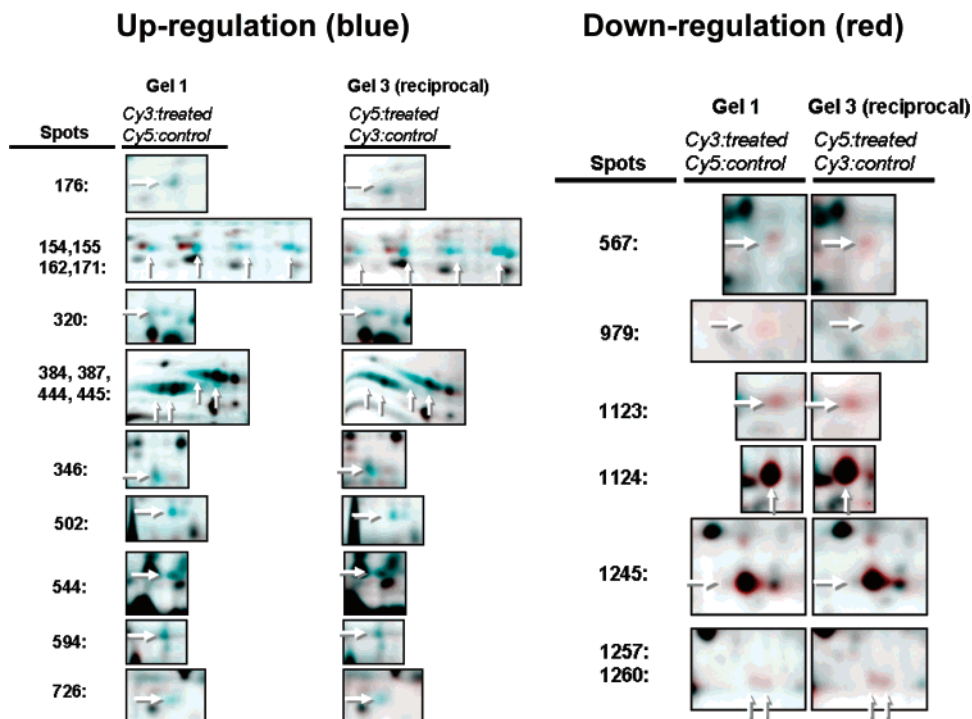 Up-regulation (blue)
Gel 1
Gel 3 (reciprocal)
Spots
Cy3:treated
Cy5:control
Cy5:treated
Cy3:control
176:
154,155
162,171:
320:
384, 387,
444, 445:
346:
502:
544:
594:
726:
Down-regulation (red)
Gel 1
Gel 3 (reciprocal)
Spots
Cy3:treated
Cy5:control
Cy5:treated
Cy3:control
567:
979:
1123:
1124:
1245:
1257:
1260: